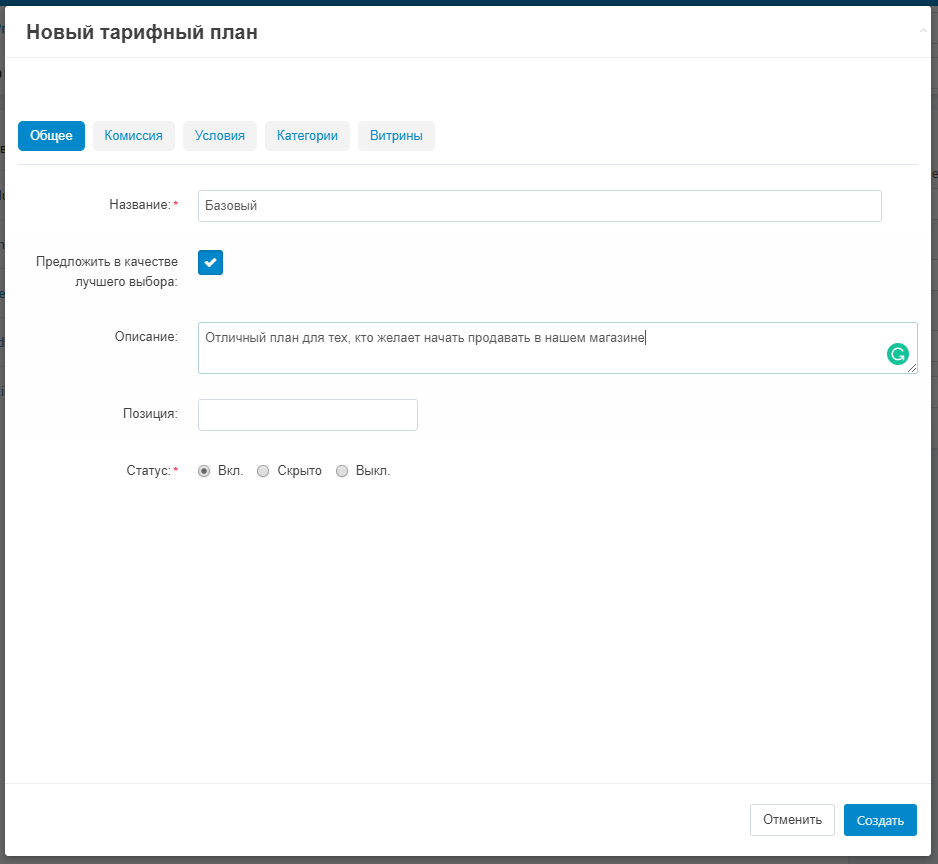 Новый тарифный план
Общее Комиссия Условия Категории Витрины
Название:* Базовый
Предложить в качестве
лучшего выбора:
Описание: Отличный план для тех, кто желает начать продавать в нашем магазине
Позиция:
Статус:* Вкл. Скрыто Выкл.
Отменить Создать